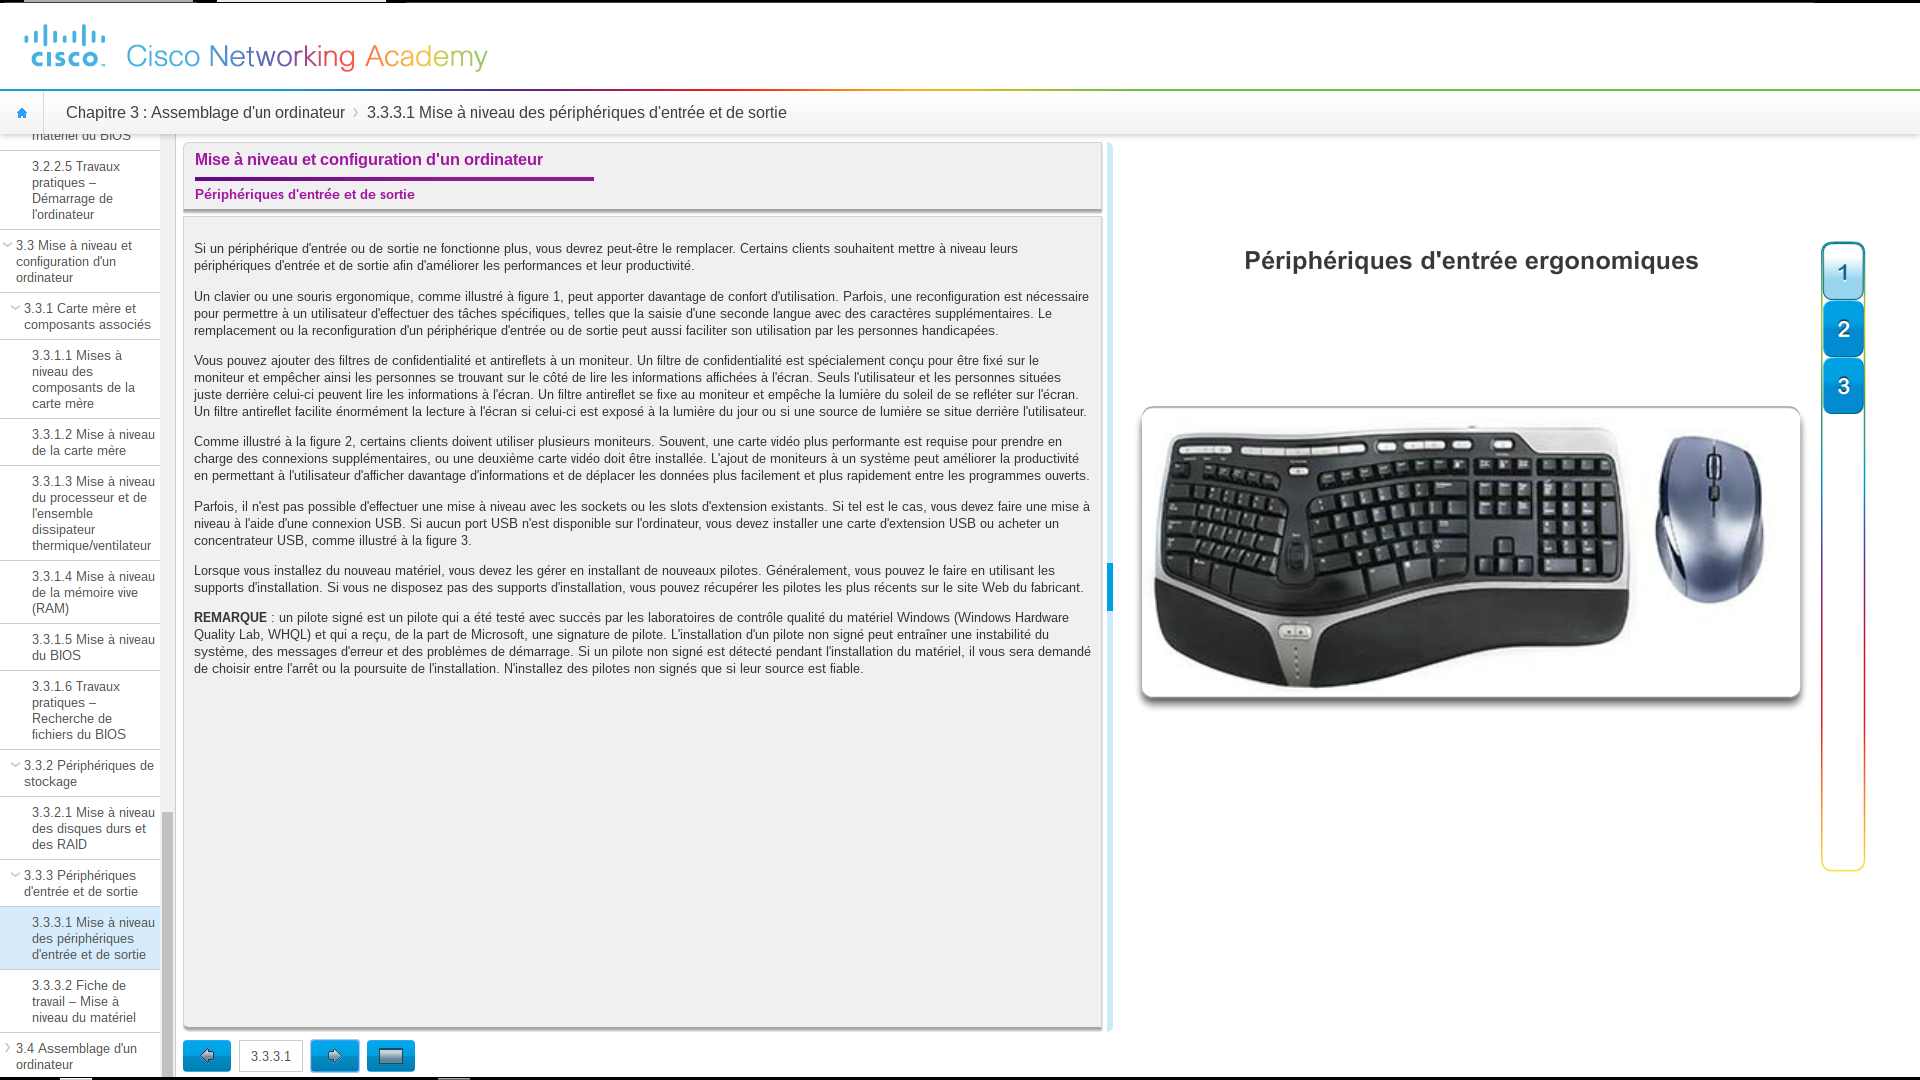 cisco
Cisco Networking Academy
Chapitre 3 : Assemblage d'un ordinateur
3.3.3.1 Mise à niveau des périphériques d'entrée et de sortie
matériel du BIOS
3.2.2.5 Travaux
pratiques –
Démarrage de
l'ordinateur
3.3 Mise à niveau et
configuration d'un
ordinateur
3.3.1 Carte mère et
composants associés
3.3.1.1 Mises à
niveau des
composants de la
carte mère
3.3.1.2 Mise à niveau
de la carte mère
3.3.1.3 Mise à niveau
du processeur et de
l'ensemble
dissipateur
thermique/ventilateur
3.3.1.4 Mise à niveau
de la mémoire vive
(RAM)
3.3.1.5 Mise à niveau
du BIOS
3.3.1.6 Travaux
pratiques –
Recherche de
fichiers du BIOS
3.3.2 Périphériques de
stockage
3.3.2.1 Mise à niveau
des disques durs et
des RAID
3.3.3 Périphériques
d'entrée et de sortie
3.3.3.1 Mise à niveau
des périphériques
d'entrée et de sortie
3.3.3.2 Fiche de
travail – Mise à
niveau du matériel
3.4 Assemblage d'un
ordinateur
Mise à niveau et configuration d'un ordinateur
Périphériques d'entrée et de sortie
Si un périphérique d'entrée ou de sortie ne fonctionne plus, vous devrez peut-être le remplacer. Certains clients souhaitent mettre à niveau leurs
périphériques d'entrée et de sortie afin d'améliorer les performances et leur productivité.
Un clavier ou une souris ergonomique, comme illustré à figure 1, peut apporter davantage de confort d'utilisation. Parfois, une reconfiguration est nécessaire
pour permettre à un utilisateur d'effectuer des tâches spécifiques, telles que la saisie d'une seconde langue avec des caractères supplémentaires. Le
remplacement ou la reconfiguration d'un périphérique d'entrée ou de sortie peut aussi faciliter son utilisation par les personnes handicapées.
Vous pouvez ajouter des filtres de confidentialité et antireflets à un moniteur. Un filtre de confidentialité est spécialement conçu pour être fixé sur le
moniteur et empêcher ainsi les personnes se trouvant sur le côté de lire les informations affichées à l'écran. Seuls l'utilisateur et les personnes situées
juste derrière celui-ci peuvent lire les informations à l'écran. Un filtre antireflet se fixe au moniteur et empêche la lumière du soleil de se refléter sur l'écran.
Un filtre antireflet facilite énormément la lecture à l'écran si celui-ci est exposé à la lumière du jour ou si une source de lumière se situe derrière l'utilisateur.
Comme illustré à la figure 2, certains clients doivent utiliser plusieurs moniteurs. Souvent, une carte vidéo plus performante est requise pour prendre en
charge des connexions supplémentaires, ou une deuxième carte vidéo doit être installée. L'ajout de moniteurs à un système peut améliorer la productivité
en permettant à l'utilisateur d'afficher davantage d'informations et de déplacer les données plus facilement et plus rapidement entre les programmes ouverts.
Parfois, il n'est pas possible d'effectuer une mise à niveau avec les sockets ou les slots d'extension existants. Si tel est le cas, vous devez faire une mise à
niveau à l'aide d'une connexion USB. Si aucun port USB n'est disponible sur l'ordinateur, vous devez installer une carte d'extension USB ou acheter un
concentrateur USB, comme illustré à la figure 3.
Lorsque vous installez du nouveau matériel, vous devez les gérer en installant de nouveaux pilotes. Généralement, vous pouvez le faire en utilisant les
supports d'installation. Si vous ne disposez pas des supports d'installation, vous pouvez récupérer les pilotes les plus récents sur le site Web du fabricant.
REMARQUE : un pilote signé est un pilote qui a été testé avec succès par les laboratoires de contrôle qualité du matériel Windows (Windows Hardware
Quality Lab, WHQL) et qui a reçu, de la part de Microsoft, une signature de pilote. L'installation d'un pilote non signé peut entraîner une instabilité du
système, des messages d'erreur et des problèmes de démarrage. Si un pilote non signé est détecté pendant l'installation du matériel, il vous sera demandé
de choisir entre l'arrêt ou la poursuite de l'installation. N'installez des pilotes non signés que si leur source est fiable.
3.3.3.1
Périphériques d'entrée ergonomiques
1
2
3